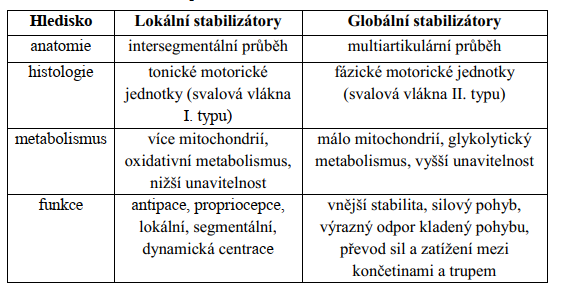 Hledisko Lokální stabilizátory Globální stabilizátory
anatomie intersegmentální průběh multiartikulární průběh
histologie tonické motorické fázické motorické jednotky
jednotky (svalová vlákna (svalová vlákna II. typu)
I. typu)
metabolismus více mitochondrií, málo mitochondrií, glykolytický
oxidativní metabolismus, metabolismus, vyšší unavitelnost
nižší unavitelnost
funkce antipace, propriocepce, vnější stabilita, silový pohyb,
lokální, segmentální, výrazný odpor kladený pohybu,
dynamická centrace převod sil a zatížení mezi
končetinami a trupem